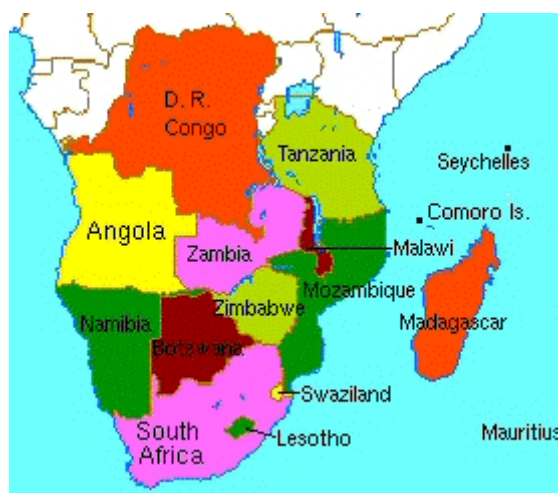 D. R.
Congo
Tanzania
Seychelles
Comoro Is.
Angola
Zambia
Malawi
Mozambique
Namibia
Zimbabwe
Madagascar
Botswana
Swaziland
South
Africa
Lesotho
Mauritius